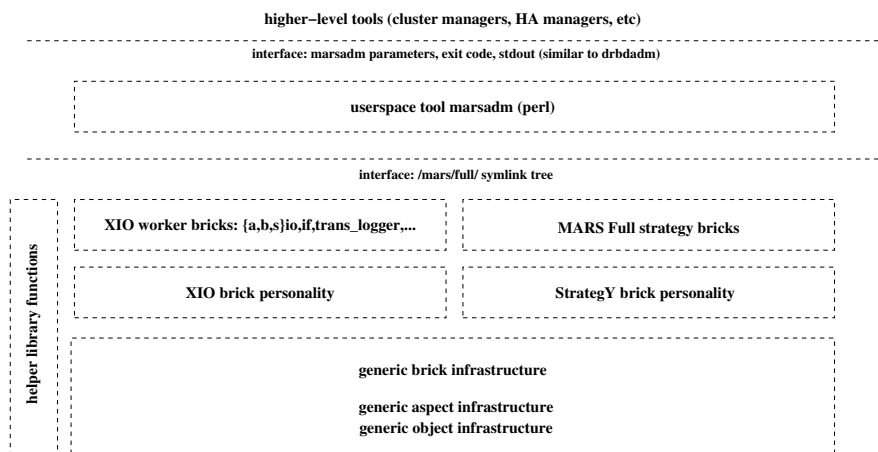 higher–level tools (cluster managers, HA managers, etc)
interface: marsadm parameters, exit code, stdout (similar to drbdadm)
userspace tool marsadm (perl)
interface: /mars/full/ symlink tree
helper library functions
XIO worker bricks: {a,b,s}io,if,trans_logger,...
MARS Full strategy bricks
XIO brick personality
StrategY brick personality
generic brick infrastructure
generic aspect infrastructure
generic object infrastructure